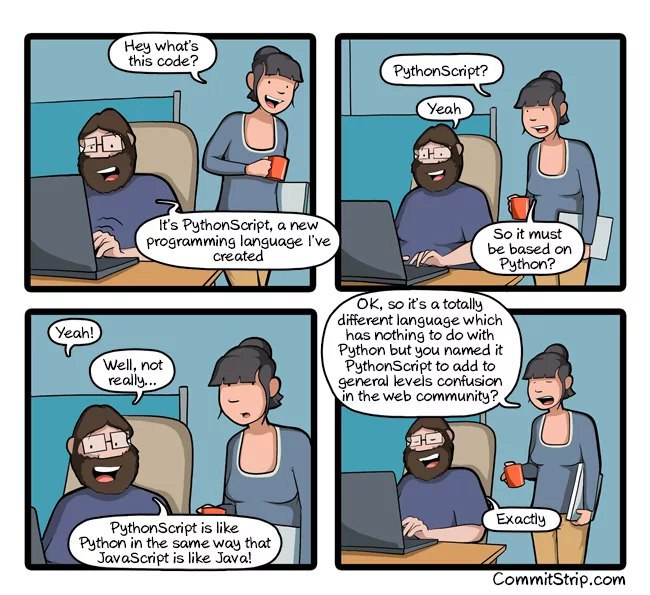 Hey what's
this code?
It's PythonScript, a new
programming language I've
created
PythonScript?
Yeah
So it must
be based on
Python?
Yeah!
Well, not
really...
PythonScript is like
Python in the same way that
JavaScript is like Java!
OK, so it's a totally
different language which
has nothing to do with
Python but you named it
PythonScript to add to
general levels confusion
in the web community?
Exactly
CommitStrip.com